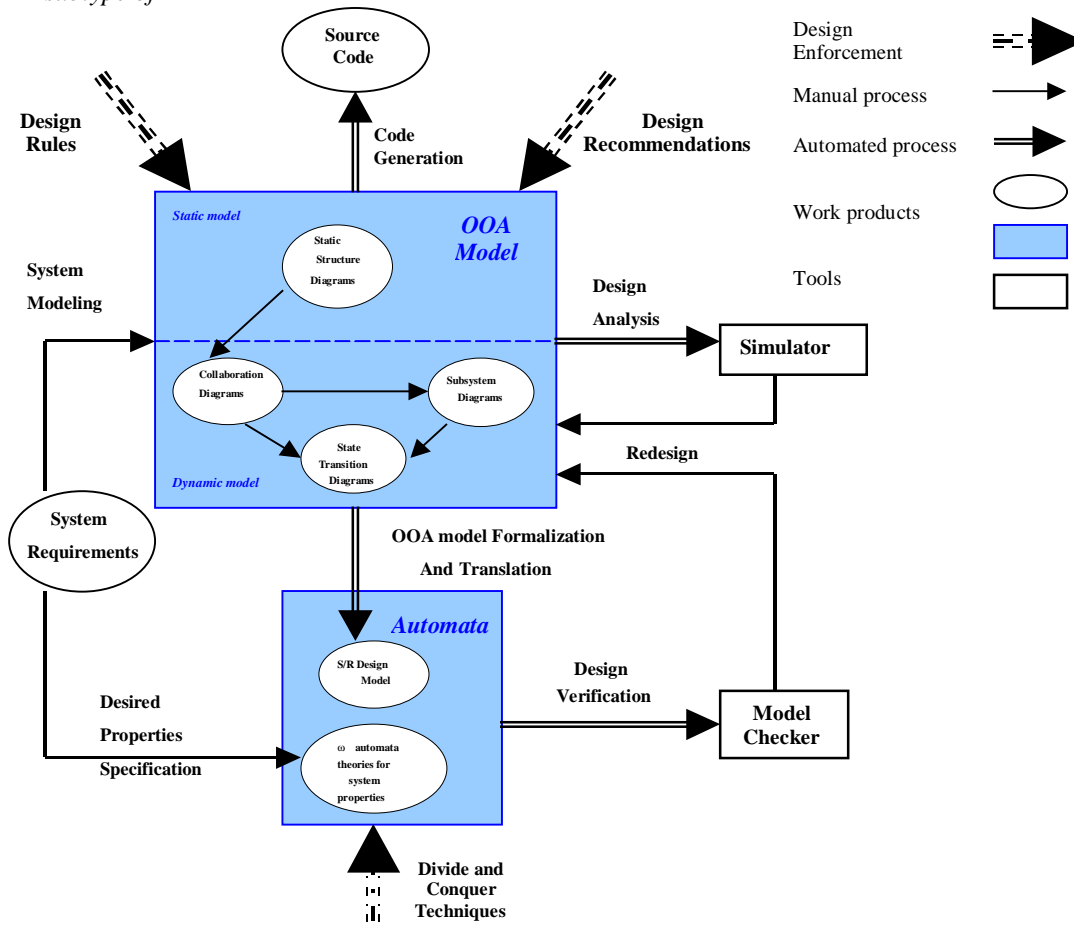 Source
Code
Design
Rules
Code
Generation
Design
Recommendations
Design
Enforcement
Manual process
Automated process
Work products
Tools
Static model
OOA
Model
Static
Structure
Diagrams
System
Modeling
Collaboration
Diagrams
Subsystem
Diagrams
State
Transition
Diagrams
Dynamic model
Design
Analysis
Simulator
Redesign
System
Requirements
OOA model Formalization
And Translation
Automata
S/R Design
Model
ω automata
theories for
system
properties
Desired
Properties
Specification
Design
Verification
Model
Checker
Divide and
Conquer
Techniques